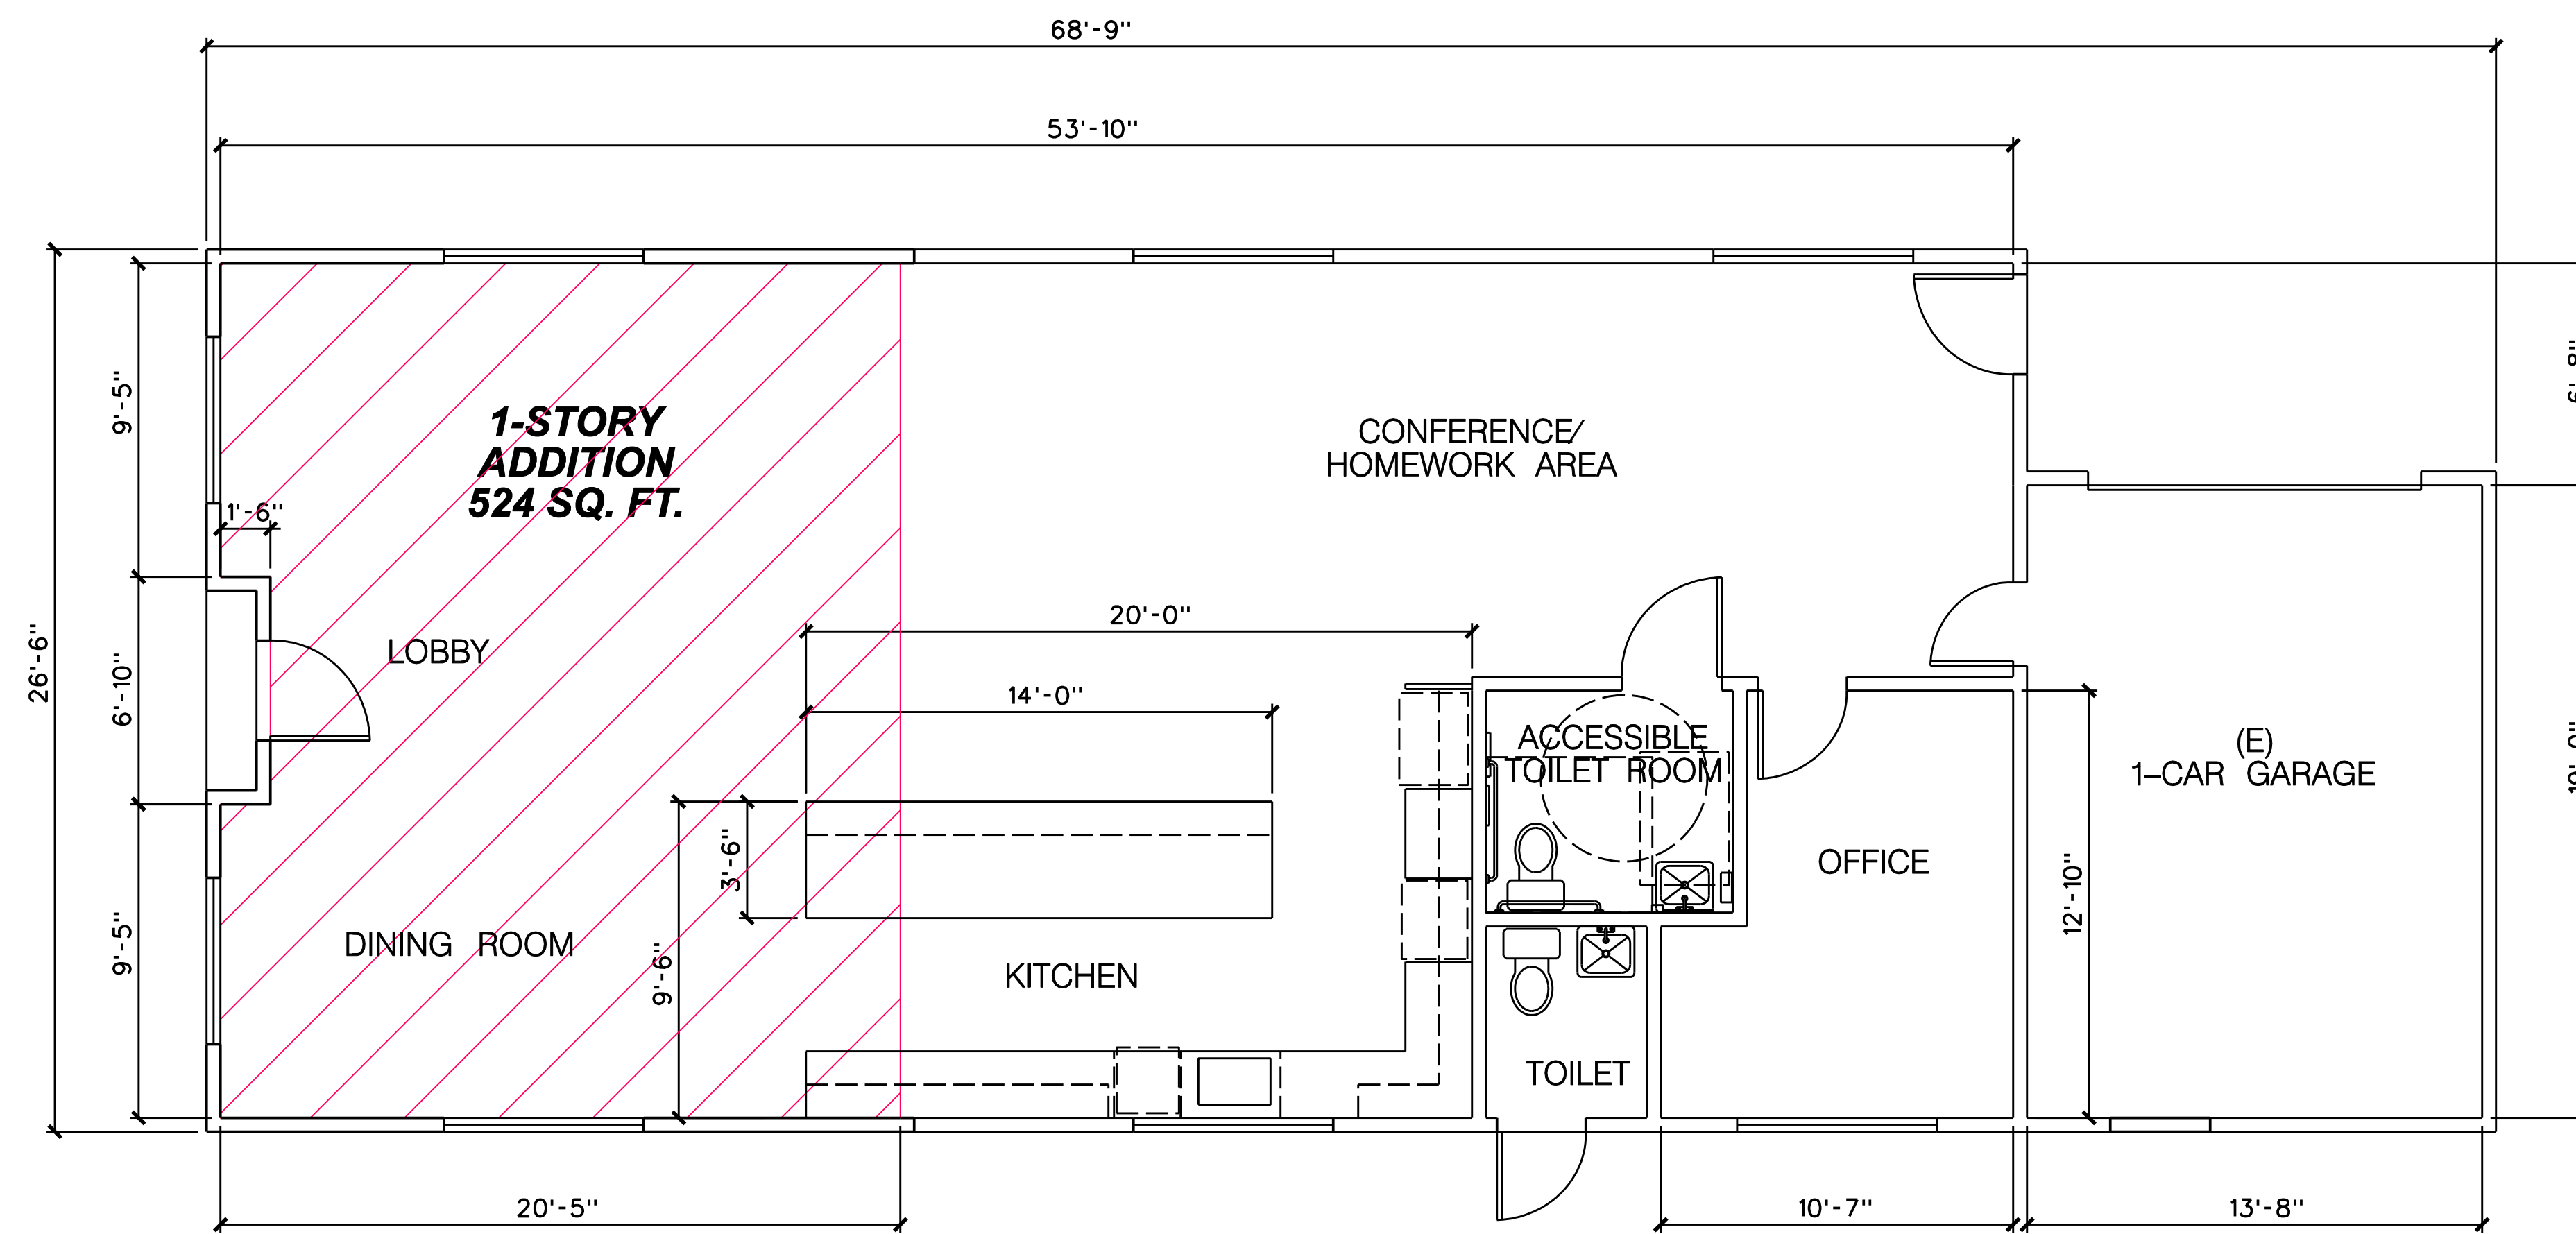 68'-9"
53'-10"
9'-5"
6'-8"
1-STORY
ADDITION
524 SQ. FT.
CONFERENCE/
HOMEWORK AREA
1'-6"
20'-0"
26'-6"
6'-10"
LOBBY
14'-0"
ACCESSIBLE
TOILET ROOM
(E)
1-CAR GARAGE
3'-6"
OFFICE
12'-10"
9'-5"
DINING ROOM
9'-6"
KITCHEN
TOILET
20'-5"
10'-7"
13'-8"